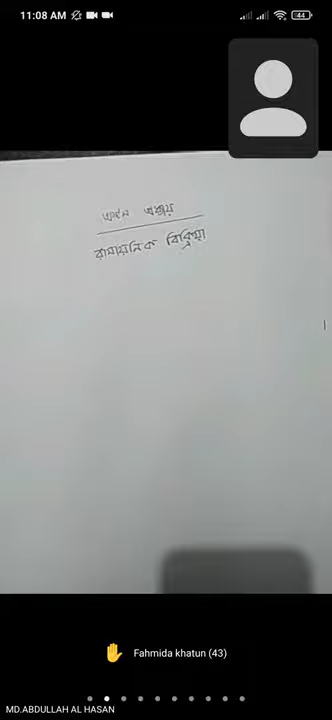 11:08 AM
44
অধ্যায়
রাসায়নিক বিক্রিয়া
Fahmida khatun (43)
MD.ABDULLAH AL HASAN